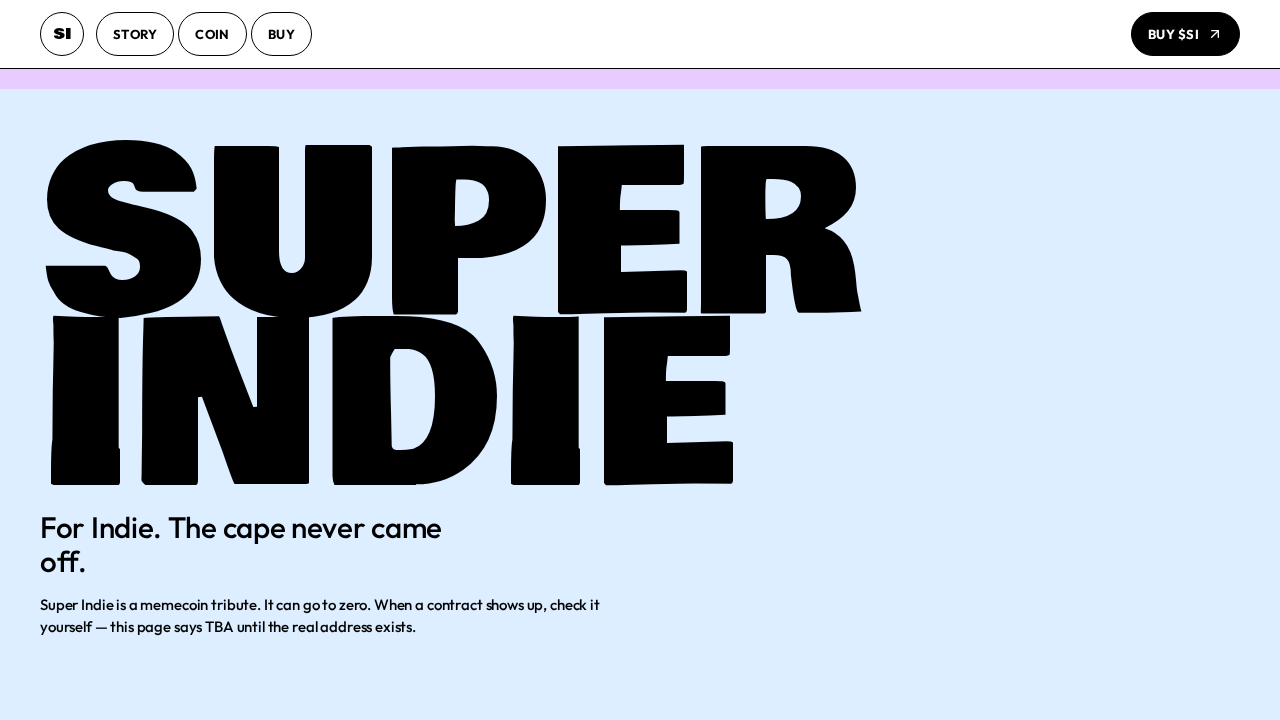 SI STORY COIN BUY BUY $SI
SUPER
INDIE
For Indie. The cape never came
off.
Super Indie is a memecoin tribute. It can go to zero. When a contract shows up, check it
yourself — this page says TBA until the real address exists.